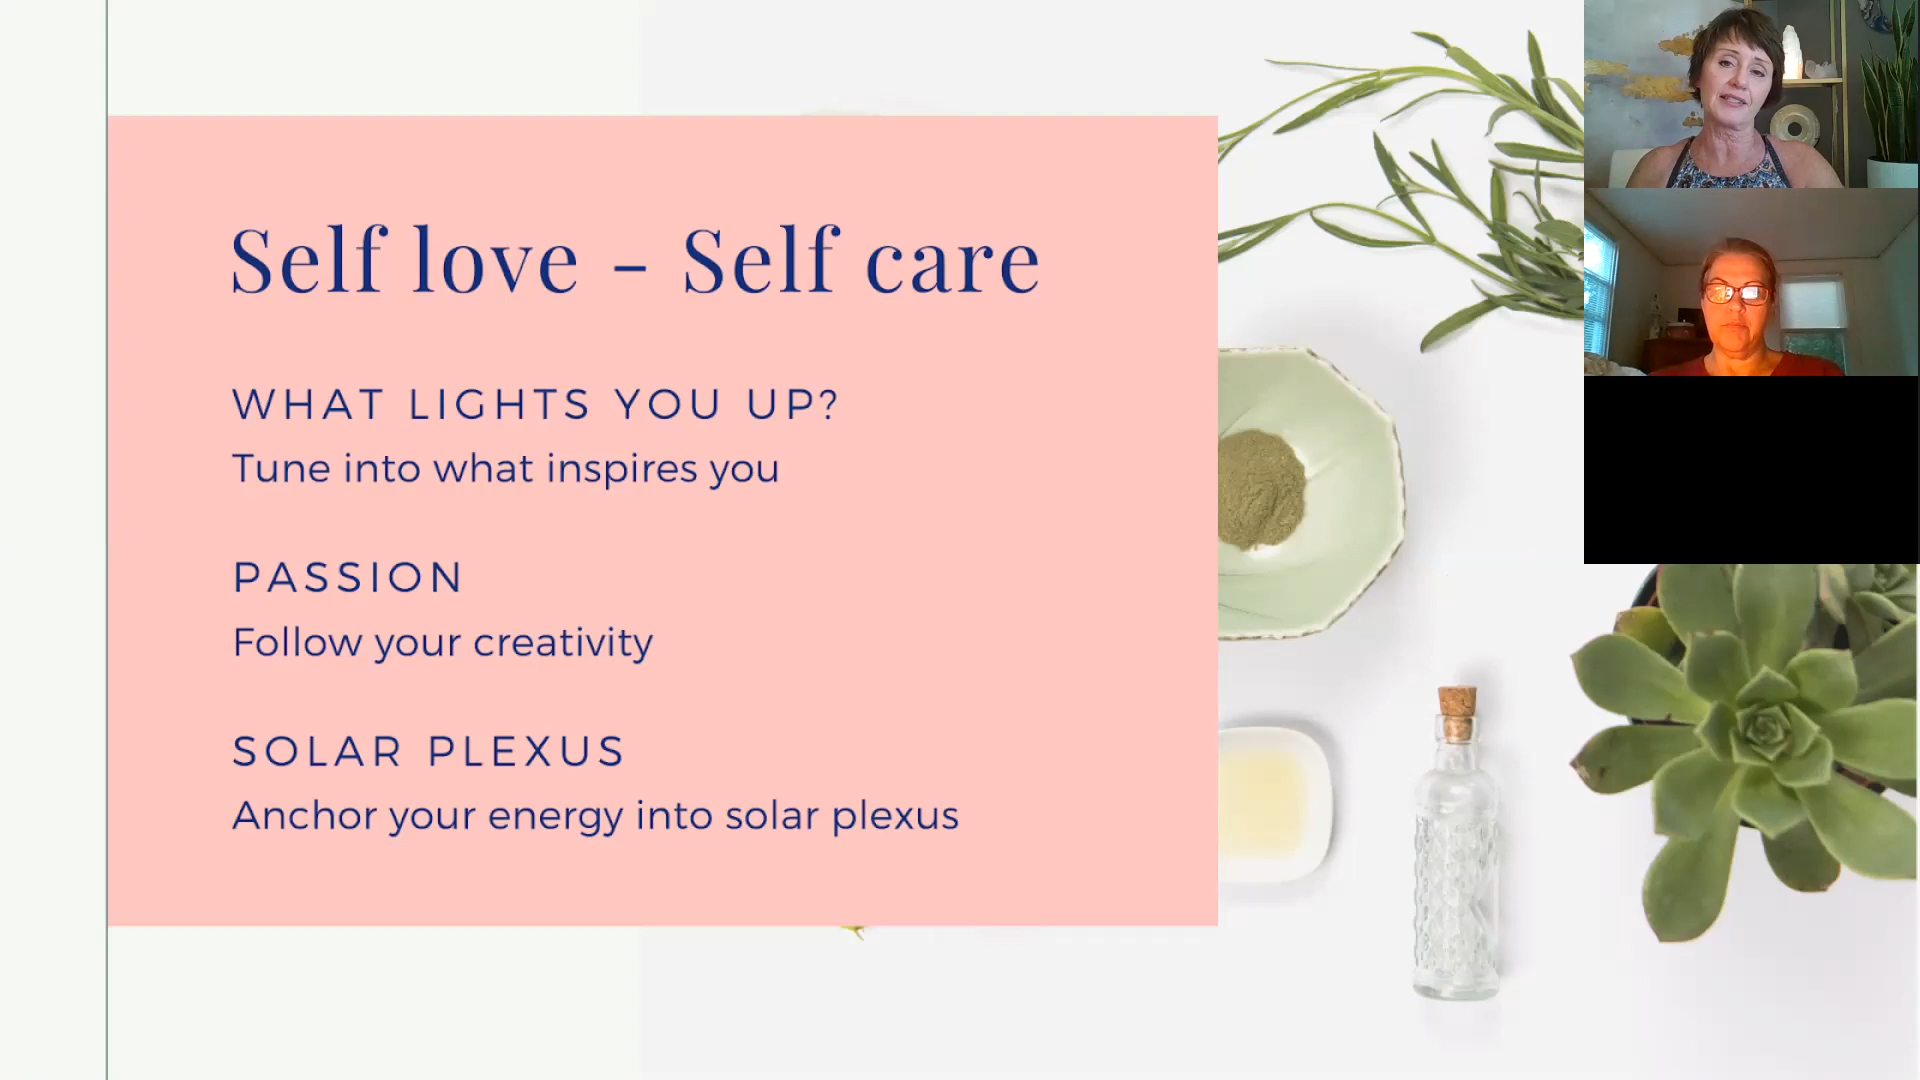 Self love - Self care
WHAT LIGHTS YOU UP?
Tune into what inspires you
PASSION
Follow your creativity
SOLAR PLEXUS
Anchor your energy into solar plexus